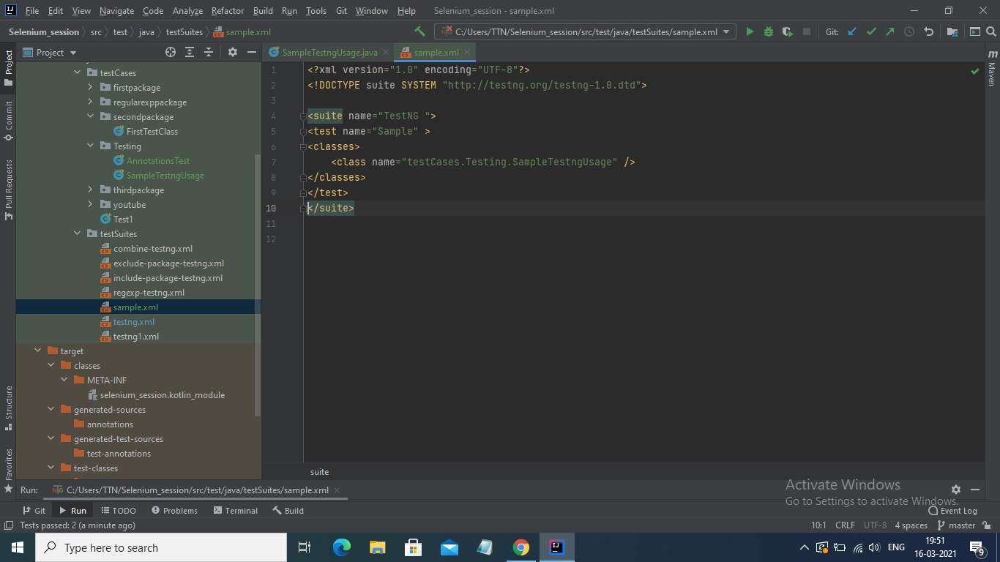 File Edit View Navigate Code Analyze Refactor Build Run Tools Git Window Help Selenium_session - sample.xml
Selenium_session src test java testSuites sample.xml C:/Users/TTN/Selenium_session/src/test/java/testSuites/sample.xml Git:
Project SampleTestngUsage.java sample.xml
Project
Commit
Pull Requests
Structure
Favorites
Maven
testCases
firstpackage
regularexppackage
secondpackage
FirstTestClass
Testing
AnnotationsTest
SampleTestngUsage
thirdpackage
youtube
Test1
testSuites
combine-testng.xml
exclude-package-testng.xml
include-package-testng.xml
regexp-testng.xml
sample.xml
testng.xml
testng1.xml
target
classes
META-INF
selenium_session.kotlin_module
generated-sources
annotations
generated-test-sources
test-annotations
test-classes
1 <?xml version="1.0" encoding="UTF-8"?>
2 <!DOCTYPE suite SYSTEM "http://testng.org/testng-1.0.dtd">
3
4 <suite name="TestNG ">
5 <test name="Sample" >
6 <classes>
7 <class name="testCases.Testing.SampleTestngUsage" />
8 </classes>
9 </test>
10 </suite>
11
12
suite
Run: C:/Users/TTN/Selenium_session/src/test/java/testSuites/sample.xml
Activate Windows
Go to Settings to activate Windows.
Git Run TODO Problems Terminal Build Event Log
Tests passed: 2 (a minute ago) 10:1 CRLF UTF-8 4 spaces master
Type here to search ENG 19:51
16-03-2021 9